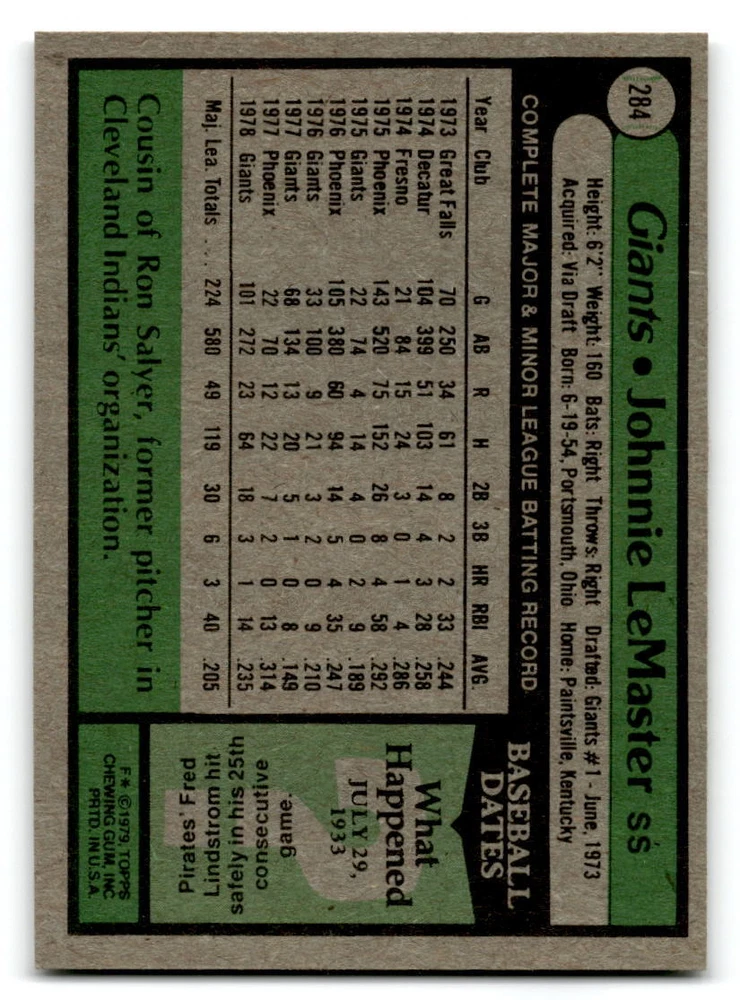 284
Giants • Johnnie LeMaster ss
Height: 6'2" Weight: 160 Bats: Right Throws: Right Drafted: Giants #1 - June, 1973
Acquired: Via Draft Born: 6-19-54, Portsmouth, Ohio Home: Paintsville, Kentucky
COMPLETE MAJOR & MINOR LEAGUE BATTING RECORD
Year Club G AB R H 2B 3B HR RBI AVG.
1973 Great Falls 70 250 34 61 8 2 2 33 .244
1974 Decatur 104 399 51 103 14 4 3 28 .258
1974 Fresno 21 84 15 24 3 0 1 4 .286
1975 Phoenix 143 520 75 152 26 8 4 58 .292
1975 Giants 22 74 4 14 4 0 2 9 .189
1976 Phoenix 105 380 60 94 14 5 4 35 .247
1976 Giants 33 100 9 21 3 2 0 9 .210
1977 Giants 68 134 13 20 5 1 0 8 .149
1977 Phoenix 22 70 12 22 7 2 0 13 .314
1978 Giants 101 272 23 64 18 3 1 14 .235
Maj. Lea. Totals . . . 224 580 49 119 30 6 3 40 .205
Cousin of Ron Salyer, former pitcher in
Cleveland Indians' organization.
BASEBALL
DATES
What
Happened
JULY 29,
1933
Pirates' Fred
Lindstrom hit
safely in his 25th
consecutive
game.
F* ©1979, TOPPS
CHEWING GUM, INC
PRTD. IN U.S.A.